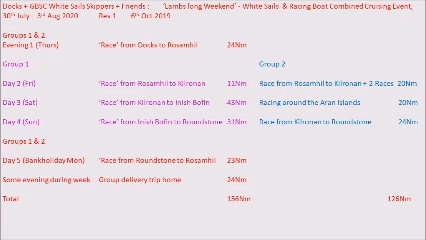 Docks + GBSC White Sails Skippers + Friends : 'Lambs long Weekend' - White Sails & Racing Boat Combined Cruising Event,
30th July - 3rd Aug 2020 Rev 1 6th Oct 2019
Groups 1 & 2
Evening 1 (Thurs) 'Race' from Docks to Rosamhil 24Nm
Group 1 Group 2
Day 2 (Fri) 'Race' from Rosamhil to Kilronan 11Nm Race from Rosamhil to Kilronan + 2 Races 20Nm
Day 3 (Sat) 'Race' from Kilronan to Inish Bofin 43Nm Racing around the Aran Islands 20Nm
Day 4 (Sun) 'Race' from Inish Bofin to Roundstone 31Nm Race from Kilronan to Roundstone 24Nm
Groups 1 & 2
Day 5 (Bankholiday Mon) 'Race from Roundstone to Rosamhil 23Nm
Some evening during week Group delivery trip home 24Nm
Total 156Nm 126Nm